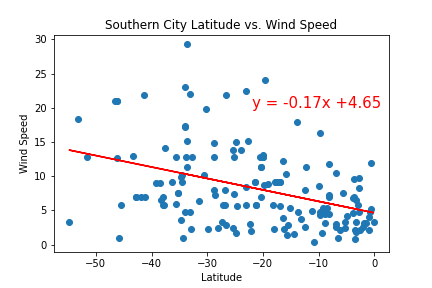 Southern City Latitude vs. Wind Speed
30
25
20
15
10
5
0
y = -0.17x +4.65
Wind Speed
−50 −40 −30 −20 −10 0
Latitude